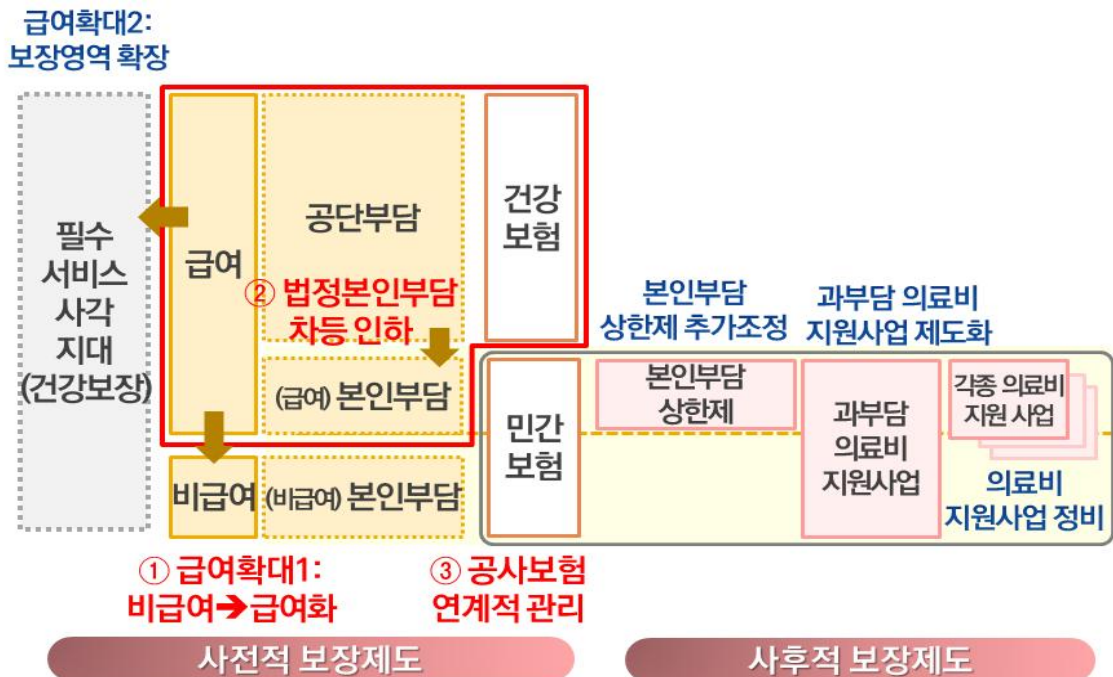 급여확대2:
보장영역 확장
필수
서비스
사각
지대
(건강보장)
급여
공단부담
② 법정본인부담
차등 인하
(급여) 본인부담
건강
보험
비급여
(비급여) 본인부담
민간
보험
① 급여확대1:
비급여➔급여화
③ 공사보험
연계적 관리
본인부담
상한제 추가조정
과부담 의료비
지원사업 제도화
본인부담
상한제
과부담
의료비
지원사업
각종 의료비
지원 사업
의료비
지원사업 정비
사전적 보장제도
사후적 보장제도